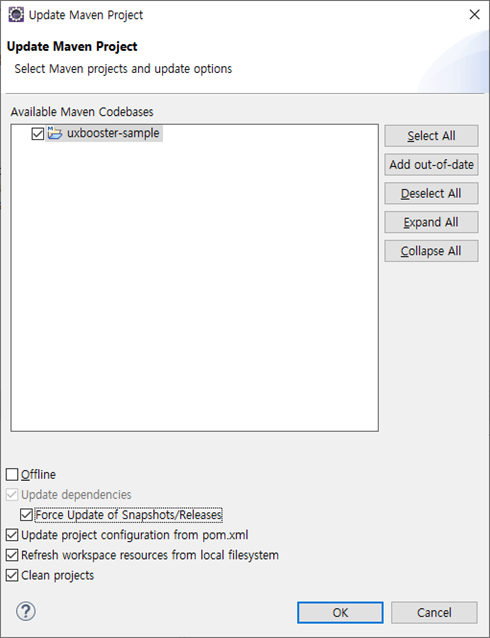 Update Maven Project
Update Maven Project
Select Maven projects and update options
Available Maven Codebases
uxbooster-sample
Select All
Add out-of-date
Deselect All
Expand All
Collapse All
Offline
Update dependencies
Force Update of Snapshots/Releases
Update project configuration from pom.xml
Refresh workspace resources from local filesystem
Clean projects
?
OK
Cancel